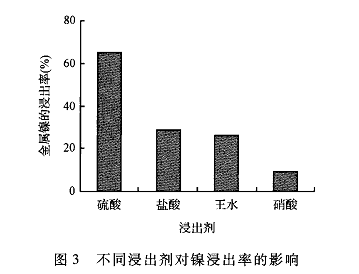 金属镍的浸出率(%)
80
60
40
20
0
硫酸
盐酸
王水
硝酸
浸出剂
图 3 不同浸出剂对镍浸出率的影响